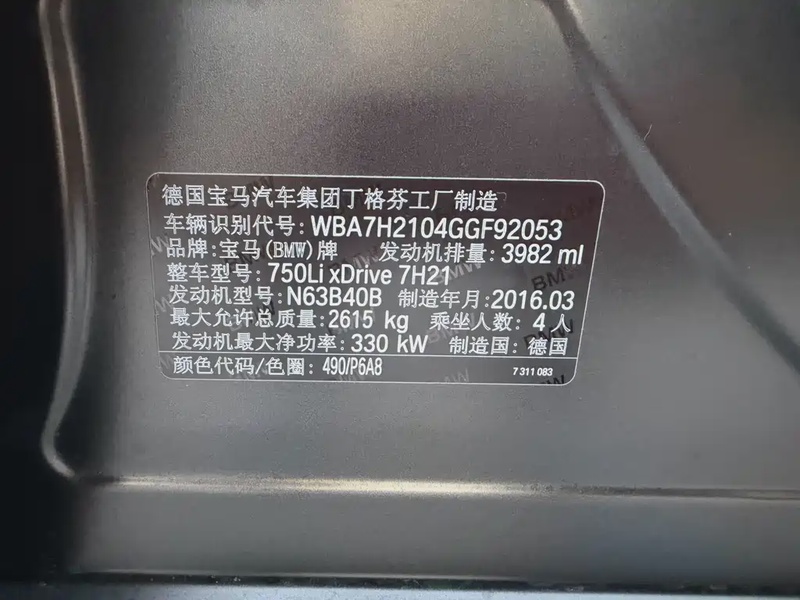 德国宝马汽车集团丁格芬工厂制造
车辆识别代号: WBA7H2104GGF92053
品牌: 宝马(BMW)牌 发动机排量: 3982 ml
整车型号: 750Li xDrive 7H21
发动机型号: N63B40B 制造年月: 2016.03
最大允许总质量: 2615 kg 乘坐人数: 4人
发动机最大净功率: 330 kW 制造国: 德国
颜色代码/色圈: 490/P6A8 7 311 083